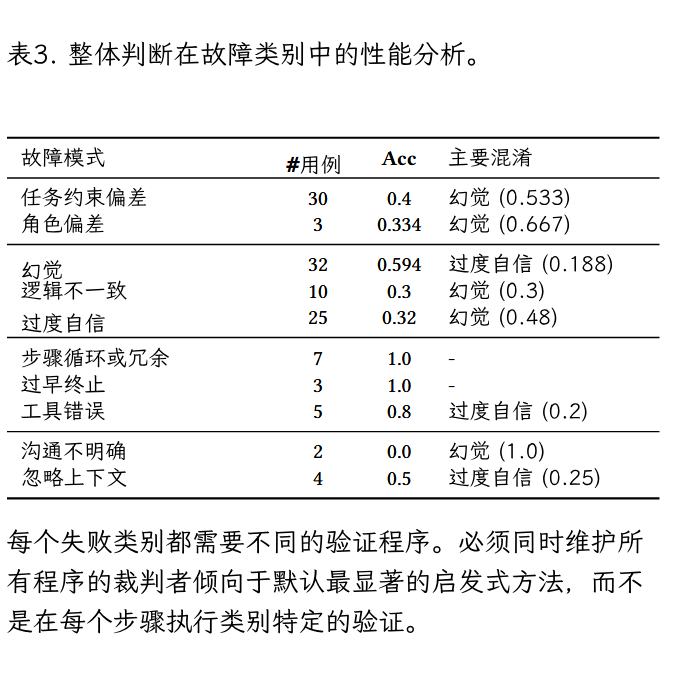 表3. 整体判断在故障类别中的性能分析。
故障模式 #用例 Acc 主要混淆
任务约束偏差 30 0.4 幻觉 (0.533)
角色偏差 3 0.334 幻觉 (0.667)
幻觉 32 0.594 过度自信 (0.188)
逻辑不一致 10 0.3 幻觉 (0.3)
过度自信 25 0.32 幻觉 (0.48)
步骤循环或冗余 7 1.0 -
过早终止 3 1.0 -
工具错误 5 0.8 过度自信 (0.2)
沟通不明确 2 0.0 幻觉 (1.0)
忽略上下文 4 0.5 过度自信 (0.25)
每个失败类别都需要不同的验证程序。必须同时维护所
有程序的裁判者倾向于默认最显著的启发式方法，而不
是在每个步骤执行类别特定的验证。